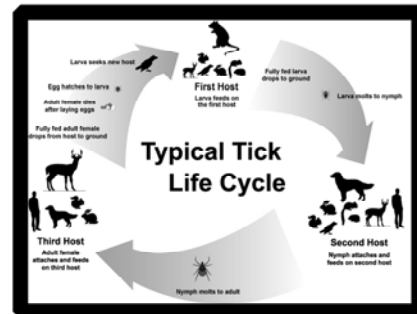 Larva seeks new host
Egg hatches to larva
Adult female dies
after laying eggs
Fully fed adult female
drops from host to ground
First Host
Larva feeds on
the first host
Fully fed larva
drops to ground
Larva molts to nymph
Typical Tick
Life Cycle
Third Host
Adult female
attaches and feeds
on third host
Second Host
Nymph attaches and
feeds on second host
Nymph molts to adult